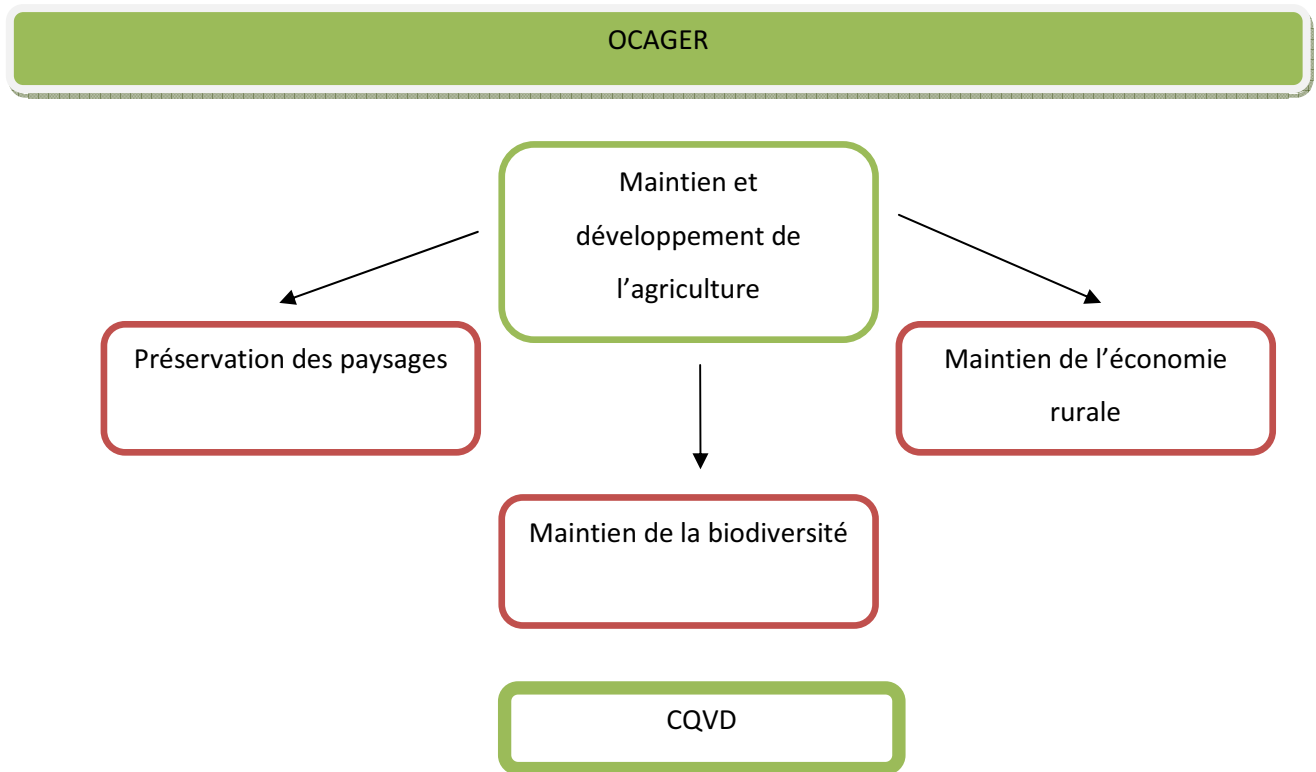 OCAGER
Maintien et
développement de
l’agriculture
Préservation des paysages
Maintien de l’économie
rurale
Maintien de la biodiversité
CQVD